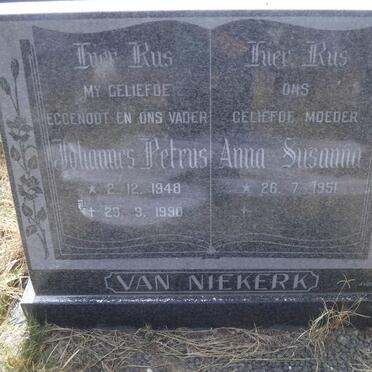 Hier Rus
MY GELIEFDE
EGGENOOT EN ONS VADER
Johannes Petrus
* 2. 12. 1948
+ 29. 9. 1990
Hier Rus
ONS
GELIEFDE MOEDER
Anna Susanna
* 26. 7. 1951
+
VAN NIEKERK